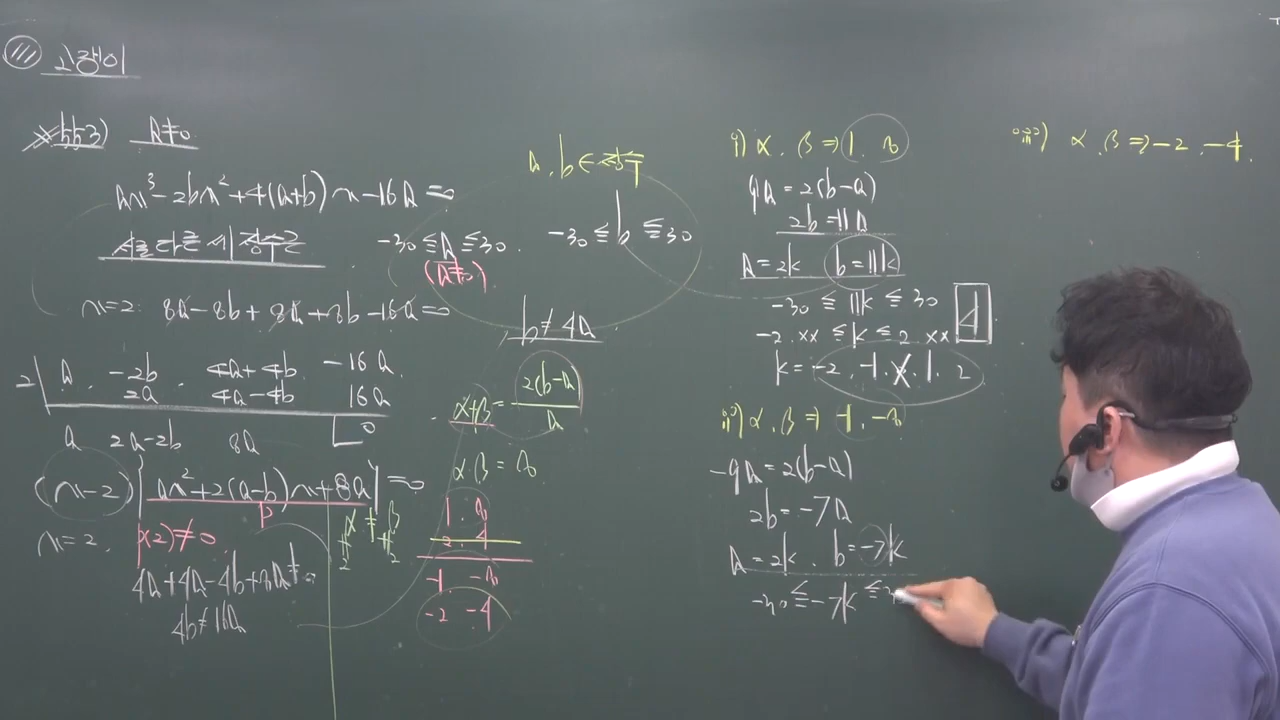 고쟁이
553) a≠0
ax³-2bx²+4(a+b)x-16a=0
서로 다른 세 정수근
x=2: 8a-8b+8a+8b-16a=0
2 | a -2b 4a+4b -16a
2a 4a-4b 16a
a 2a-2b 8a 0
(x-2)(ax²+2(a-b)x+8a)=0
P
x=2. P(2)≠0
4a+4a-4b+8a≠0
4b≠16a
a, b ∈ 정수
-30≤a≤30. -30≤b≤30
(a≠0)
b≠4a
α+β = 2(b-a)/a
αβ=8
α≠β
≠ ≠
2 2
1 8
2 4
-1 -8
-2 -4
i) α, β ⇒ 1, 8
9a=2(b-a)
2b=11a
a=2k b=11k
-30≤11k≤30
-2.xx≤k≤2.xx
4
k=-2, -1, 0, 1, 2
ii) α, β ⇒ -1, -8
-9a=2(b-a)
2b=-7a
a=2k, b=-7k
-30≤-7k≤
iii) α, β ⇒ -2, -4